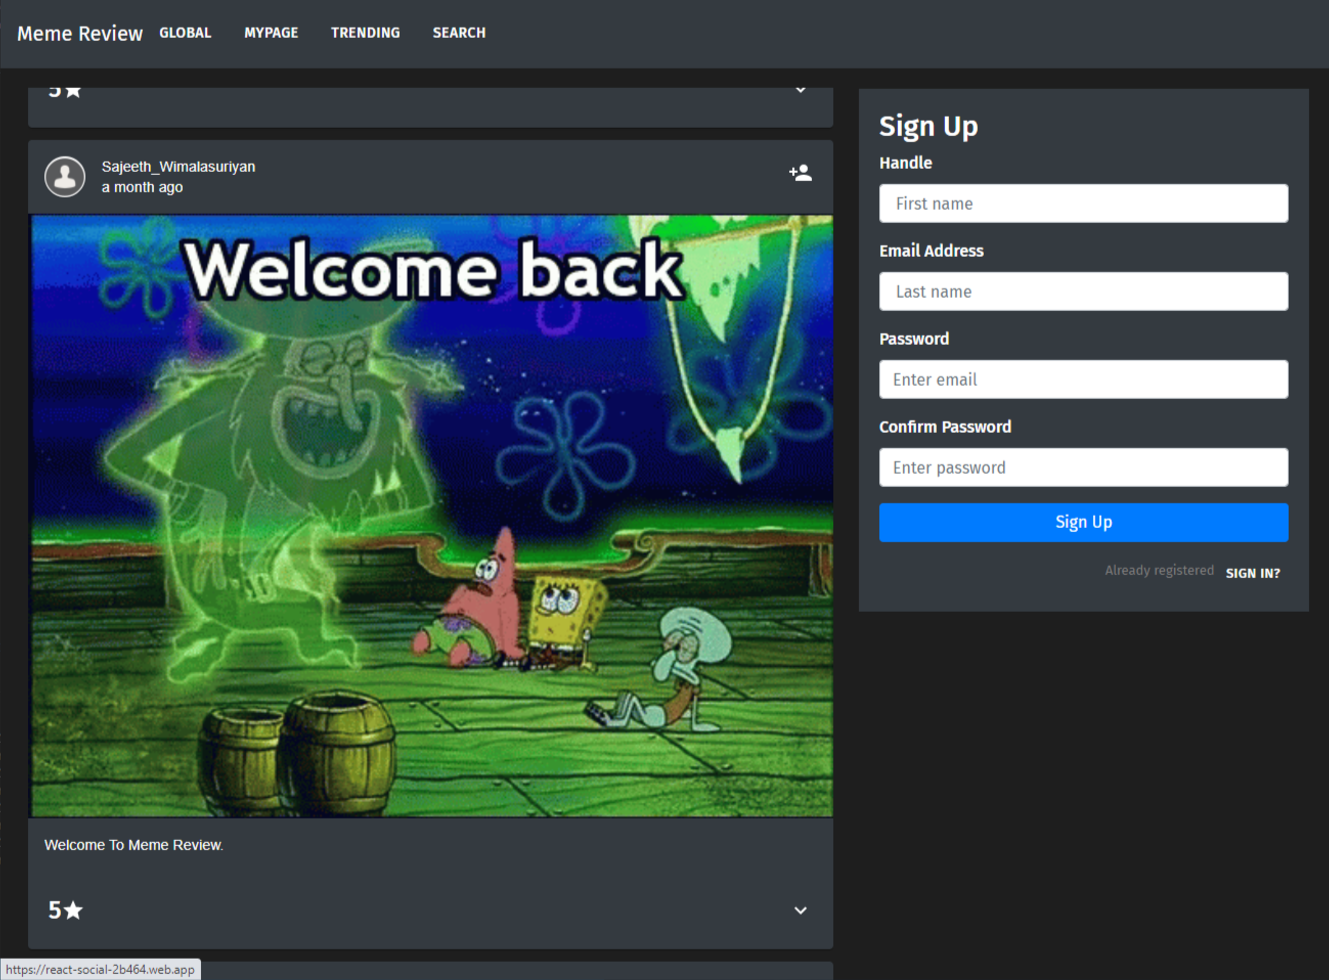 Meme Review GLOBAL MYPAGE TRENDING SEARCH
5
Sajeeth_Wimalasuriyan
a month ago
Welcome back
Welcome To Meme Review.
5
Sign Up
Handle
First name
Email Address
Last name
Password
Enter email
Confirm Password
Enter password
Sign Up
Already registered SIGN IN?
https://react-social-2b464.web.app